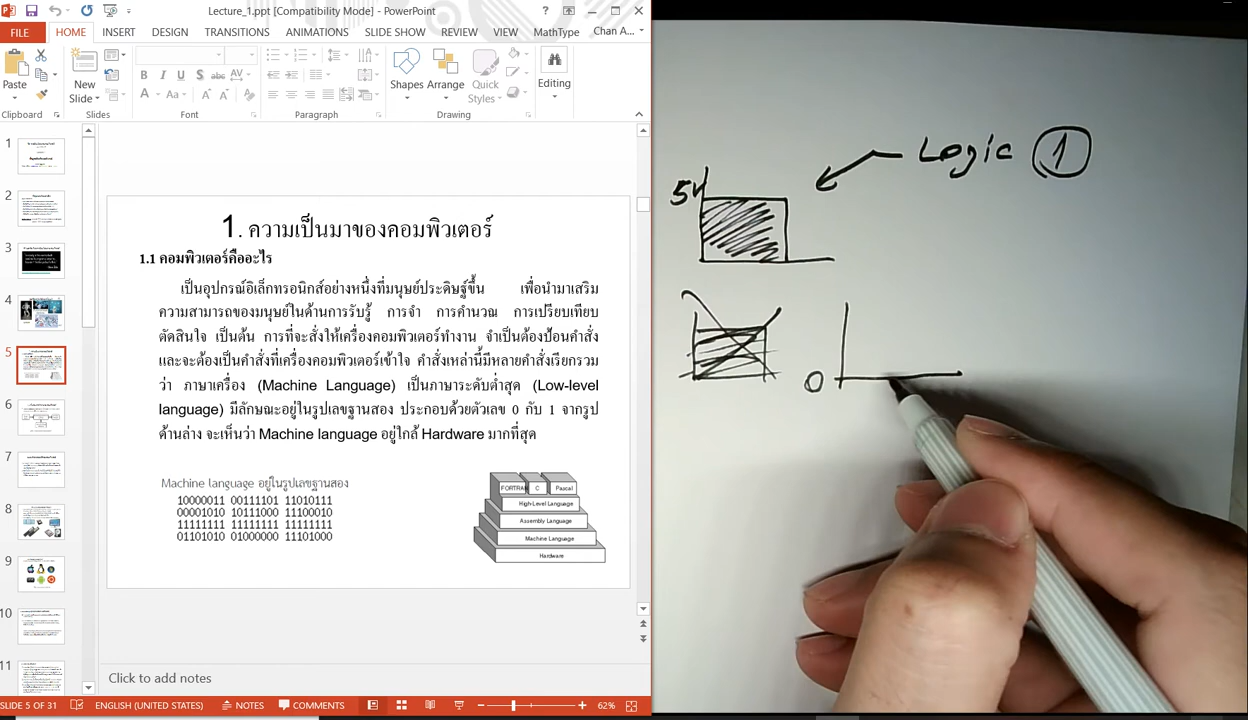 Lecture_1.ppt [Compatibility Mode] - PowerPoint
FILE HOME INSERT DESIGN TRANSITIONS ANIMATIONS SLIDE SHOW REVIEW VIEW MathType Chan A...
Paste
New Slide
Shapes Arrange Quick Styles
Editing
Clipboard Slides Font Paragraph Drawing
1
2
3
4
5
6
7
8
9
10
11
1. ความเป็นมาของคอมพิวเตอร์
1.1 คอมพิวเตอร์คืออะไร
เป็นอุปกรณ์อิเล็กทรอนิกส์อย่างหนึ่งที่มนุษย์ประดิษฐ์ขึ้น เพื่อนำมาเสริม
ความสามารถของมนุษย์ในด้านการรับรู้ การจำ การคำนวณ การเปรียบเทียบ
ตัดสินใจ เป็นต้น การที่จะสั่งให้เครื่องคอมพิวเตอร์ทำงาน จำเป็นต้องป้อนคำสั่ง
และจะต้องเป็นคำสั่งที่เครื่องคอมพิวเตอร์เข้าใจ คำสั่งเหล่านี้มีหลายคำสั่งเรียกรวม
ว่า ภาษาเครื่อง (Machine Language) เป็นภาษาระดับต่ำสุด (Low-level
language) มีลักษณะอยู่ในรูปเลขฐานสอง ประกอบด้วยตัวเลข 0 กับ 1 จากรูป
ด้านล่าง จะเห็นว่า Machine language อยู่ใกล้ Hardware มากที่สุด
Machine language อยู่ในรูปเลขฐานสอง
10000011 00111101 11010111
00001010 10111000 11100010
11111111 11111111 11111111
01101010 01000000 11101000
FORTRAN C Pascal
High-Level Language
Assembly Language
Machine Language
Hardware
Click to add notes
SLIDE 5 OF 31 ENGLISH (UNITED STATES) NOTES COMMENTS 62%
Logic 1
5V
0